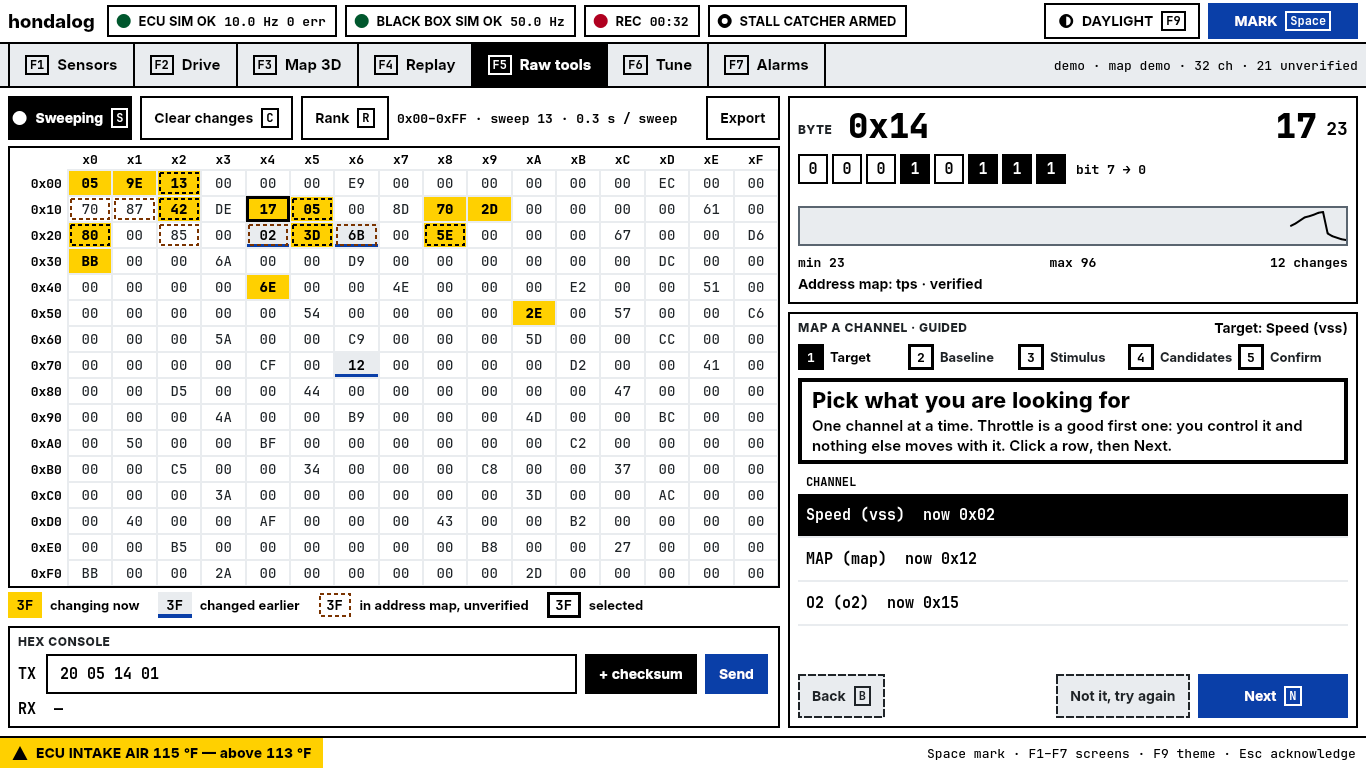 hondalog ECU SIM OK 10.0 Hz 0 err BLACK BOX SIM OK 50.0 Hz REC 00:32 STALL CATCHER ARMED DAYLIGHT F9 MARK Space
F1 Sensors F2 Drive F3 Map 3D F4 Replay F5 Raw tools F6 Tune F7 Alarms demo · map demo · 32 ch · 21 unverified
Sweeping S Clear changes C Rank R 0x00–0xFF · sweep 13 · 0.3 s / sweep Export
x0 x1 x2 x3 x4 x5 x6 x7 x8 x9 xA xB xC xD xE xF
0x00 05 9E 13 00 00 00 E9 00 00 00 00 00 00 EC 00 00
0x10 70 87 42 DE 17 05 00 8D 70 2D 00 00 00 00 61 00
0x20 80 00 85 00 02 3D 6B 00 5E 00 00 00 67 00 00 D6
0x30 BB 00 00 6A 00 00 D9 00 00 00 00 00 00 DC 00 00
0x40 00 00 00 00 6E 00 00 4E 00 00 00 E2 00 00 51 00
0x50 00 00 00 00 00 54 00 00 00 00 2E 00 57 00 00 C6
0x60 00 00 00 5A 00 00 C9 00 00 00 5D 00 00 CC 00 00
0x70 00 00 00 00 CF 00 12 00 00 00 00 D2 00 00 41 00
0x80 00 00 D5 00 00 44 00 00 00 00 00 00 47 00 00 00
0x90 00 00 00 4A 00 00 B9 00 00 00 4D 00 00 BC 00 00
0xA0 00 50 00 00 BF 00 00 00 00 00 00 C2 00 00 00 00
0xB0 00 00 C5 00 00 34 00 00 00 C8 00 00 37 00 00 00
0xC0 00 00 00 3A 00 00 00 00 00 00 3D 00 00 AC 00 00
0xD0 00 40 00 00 AF 00 00 00 43 00 00 B2 00 00 00 00
0xE0 00 00 B5 00 00 00 00 00 00 B8 00 00 27 00 00 00
0xF0 BB 00 00 2A 00 00 00 00 00 00 2D 00 00 00 00 00
3F changing now 3F changed earlier 3F in address map, unverified 3F selected
HEX CONSOLE
TX 20 05 14 01 + checksum Send
RX —
BYTE 0x14 17 23
0 0 0 1 0 1 1 1 bit 7 → 0
min 23 max 96 12 changes
Address map: tps · verified
MAP A CHANNEL · GUIDED Target: Speed (vss)
1 Target 2 Baseline 3 Stimulus 4 Candidates 5 Confirm
Pick what you are looking for
One channel at a time. Throttle is a good first one: you control it and
nothing else moves with it. Click a row, then Next.
CHANNEL
Speed (vss) now 0x02
MAP (map) now 0x12
O2 (o2) now 0x15
Back B Not it, try again Next N
ECU INTAKE AIR 115 °F — above 113 °F Space mark · F1–F7 screens · F9 theme · Esc acknowledge